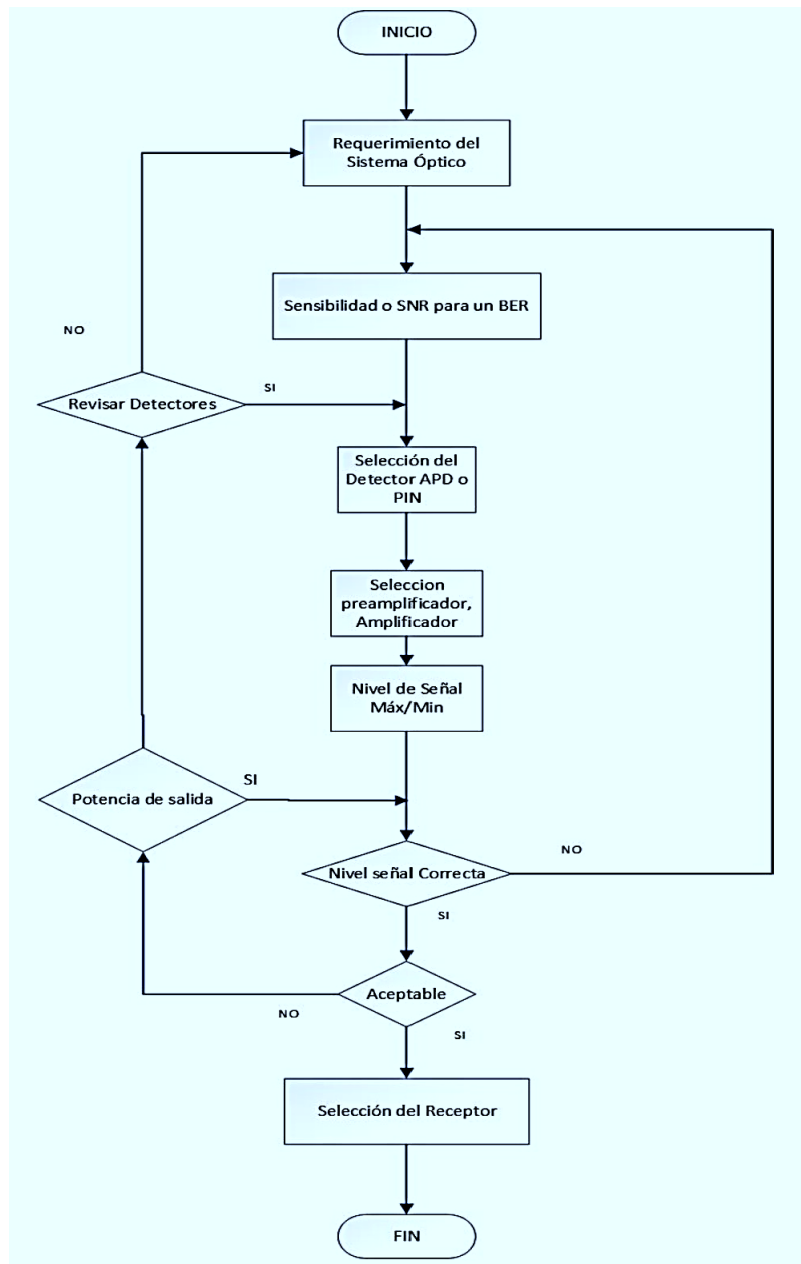 INICIO
Requerimiento del
Sistema Óptico
Sensibilidad o SNR para un BER
NO
Revisar Detectores
SI
Selección del
Detector APD o
PIN
Seleccion
preamplificador,
Amplificador
Nivel de Señal
Máx/Min
Potencia de salida
SI
Nivel señal Correcta
NO
SI
Aceptable
NO
SI
Selección del Receptor
FIN